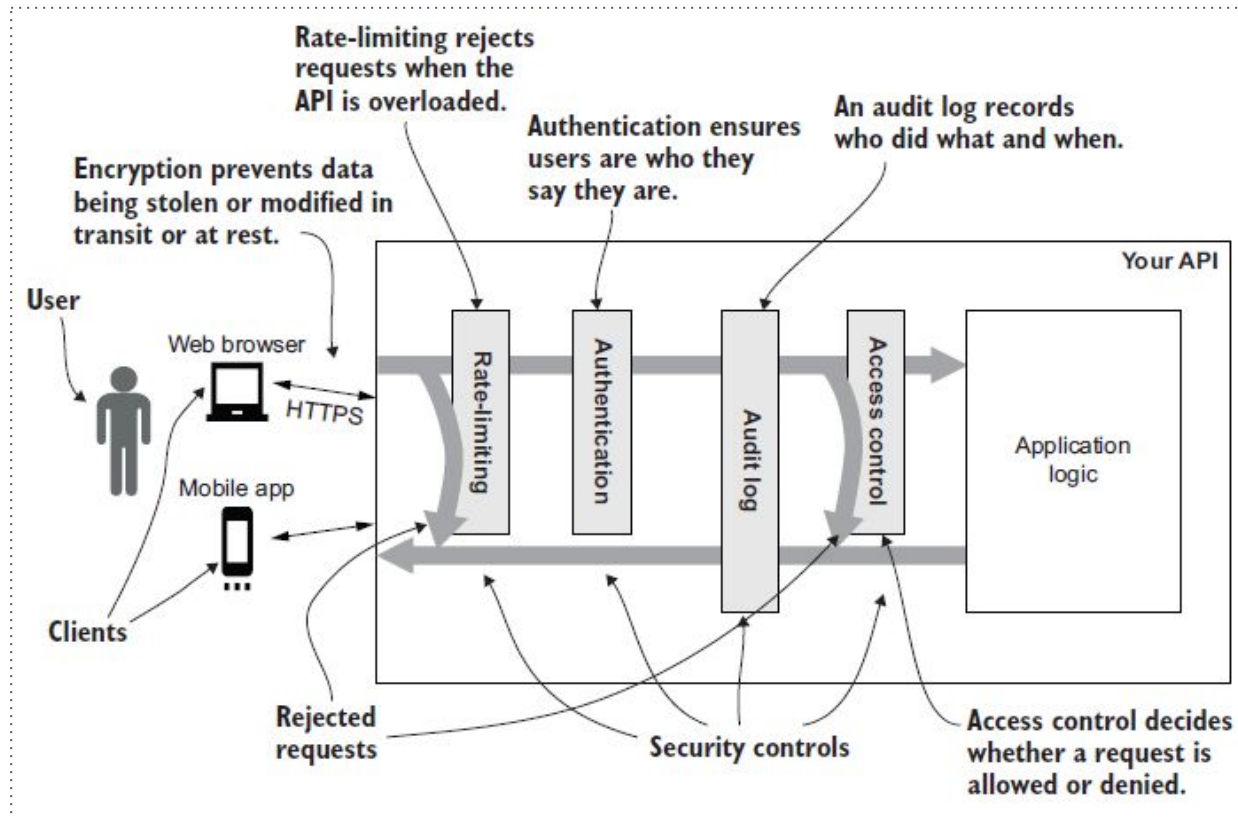 Rate-limiting rejects
requests when the
API is overloaded.
An audit log records
who did what and when.
Authentication ensures
users are who they
say they are.
Encryption prevents data
being stolen or modified in
transit or at rest.
Your API
User
Web browser
HTTPS
Mobile app
Rate-limiting
Authentication
Audit log
Access control
Application
logic
Clients
Rejected
requests
Security controls
Access control decides
whether a request is
allowed or denied.